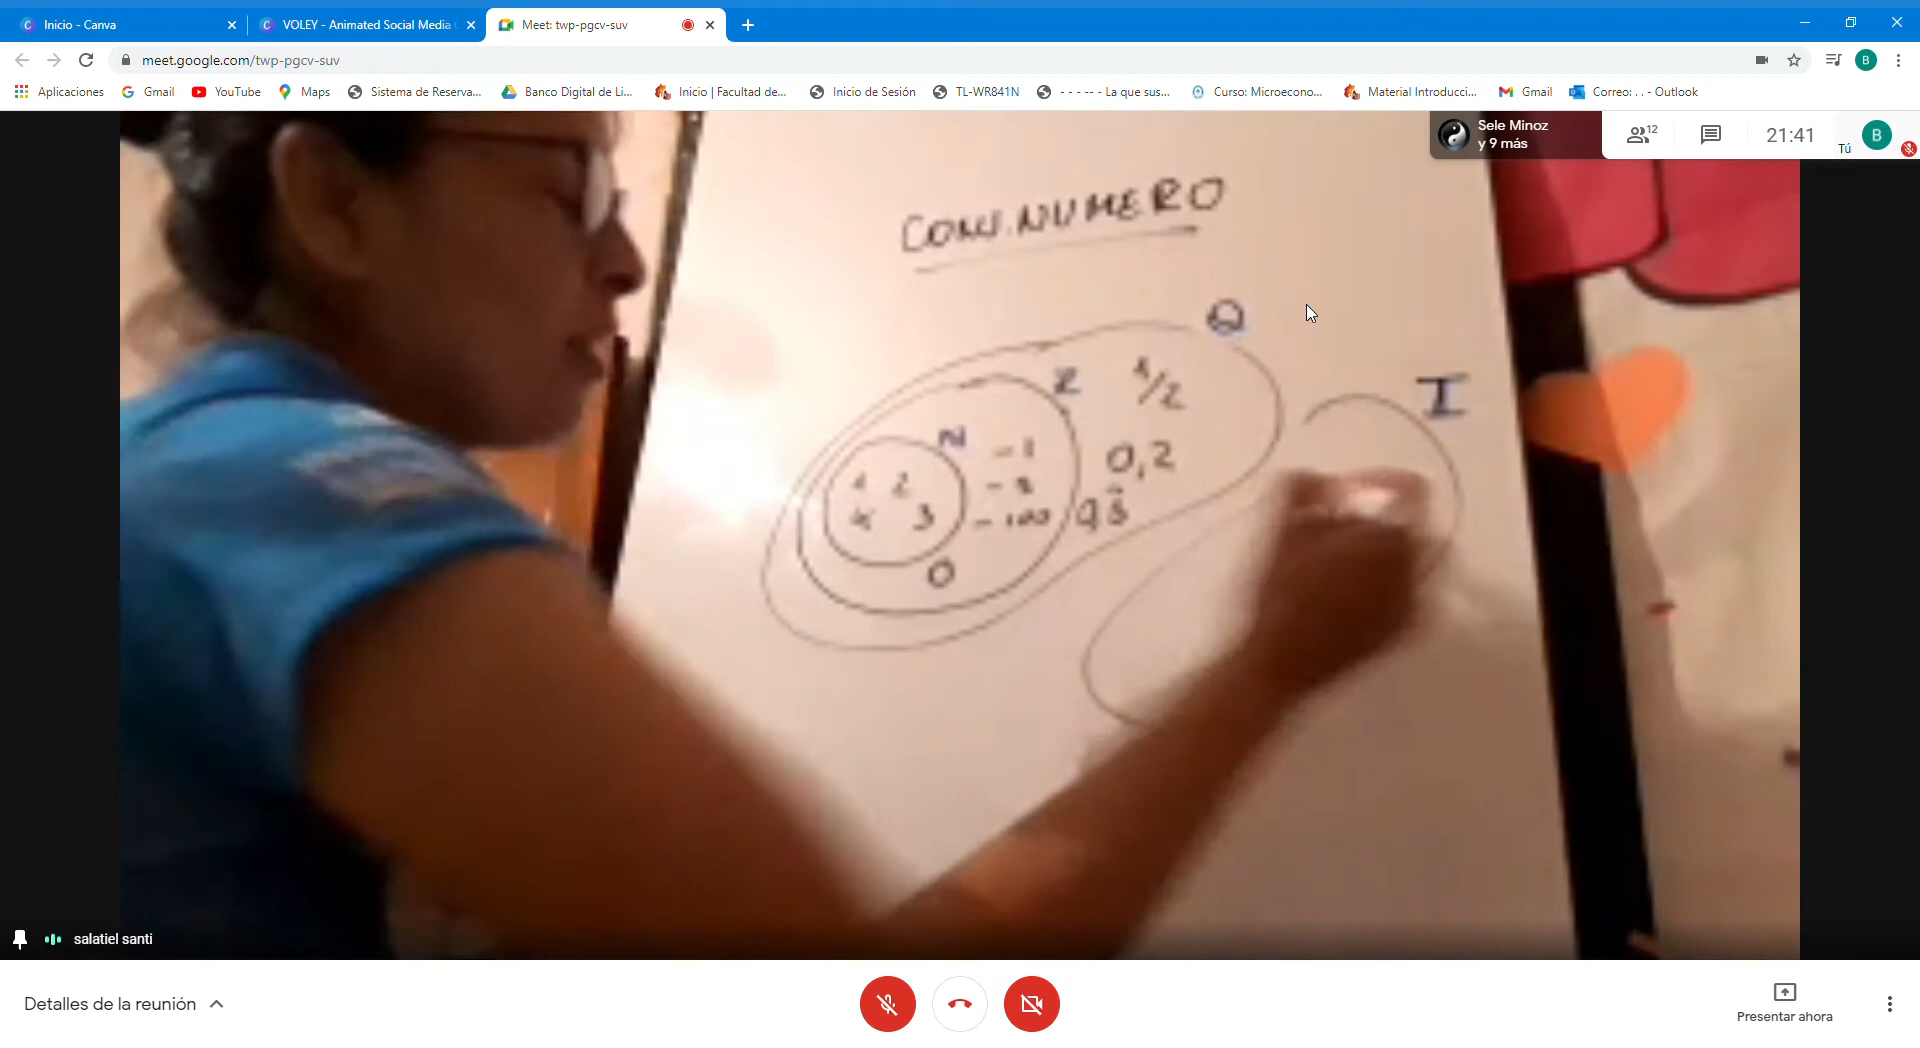 Inicio - Canva
VOLEY - Animated Social Media
Meet: twp-pgcv-suv
meet.google.com/twp-pgcv-suv
B
Aplicaciones
Gmail
YouTube
Maps
Sistema de Reserva...
Banco Digital de Li...
Inicio | Facultad de...
Inicio de Sesión
TL-WR841N
- - - -- - La que sus...
Curso: Microecono...
Material Introducci...
Gmail
Correo: . . - Outlook
Sele Minoz
y 9 más
12
21:41
Tú
B
CONJ.NUMERO
Q
Z
1/2
I
N
-1
0,2
1 2
-2
4 3
-100
0
salatiel santi
Detalles de la reunión
Presentar ahora